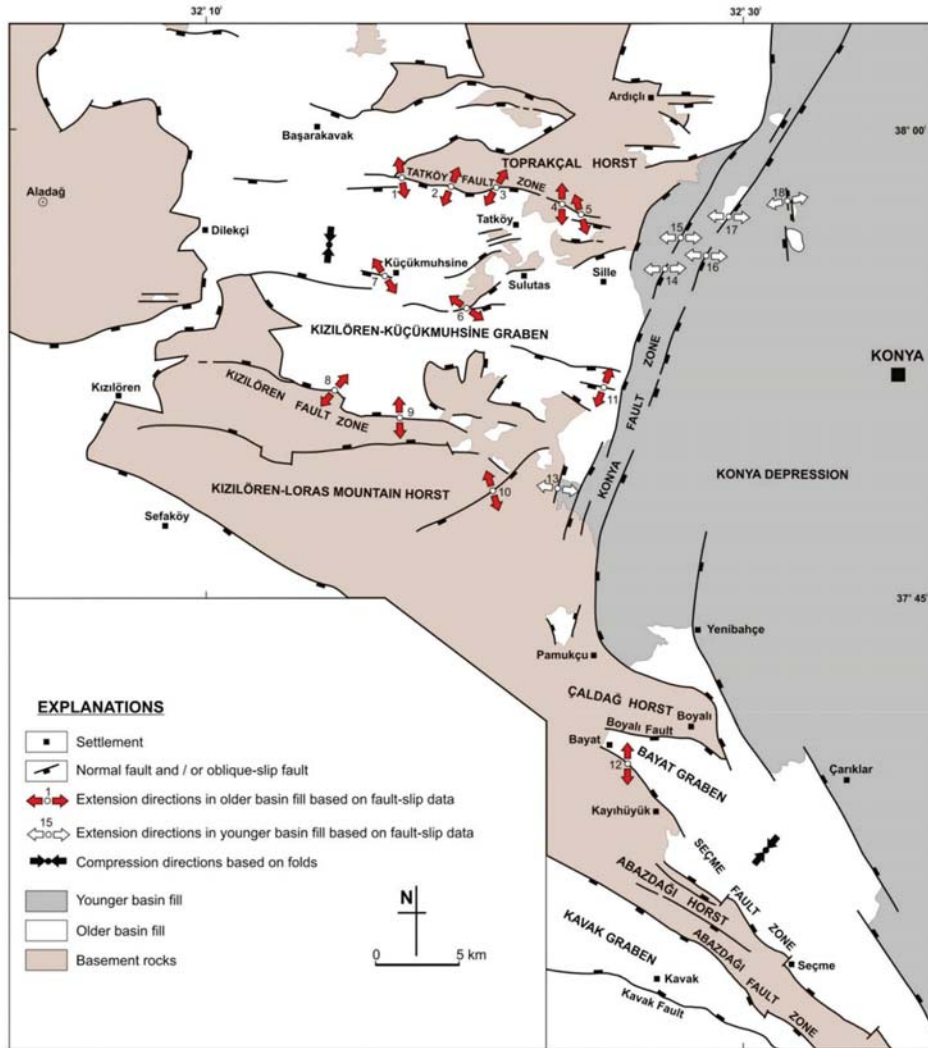 32° 10'
32° 30'
Ardıçlı
38° 00'
Başarakavak
TOPRAKÇAL HORST
TATKÖY FAULT ZONE
Aladağ
1
2
3
4
5
18
17
15
16
14
Tatköy
Dilekçi
Küçükmuhsine
7
Sulutas
Sille
6
KIZILÖREN-KÜÇÜKMUHSİNE GRABEN
KONYA
8
Kızılören
KIZILÖREN FAULT ZONE
9
11
KONYA FAULT ZONE
KONYA DEPRESSION
KIZILÖREN-LORAS MOUNTAIN HORST
10
13
Sefaköy
37° 45'
Yenibahçe
Pamukçu
ÇALDAĞ HORST
Boyalı
Boyalı Fault
Bayat
BAYAT GRABEN
12
Çarıklar
Kayıhüyük
SEÇME FAULT ZONE
ABAZDAĞI HORST
ABAZDAĞI FAULT ZONE
KAVAK GRABEN
Seçme
Kavak
Kavak Fault
EXPLANATIONS
Settlement
Normal fault and / or oblique-slip fault
1
Extension directions in older basin fill based on fault-slip data
15
Extension directions in younger basin fill based on fault-slip data
Compression directions based on folds
Younger basin fill
Older basin fill
Basement rocks
N
0 5 km